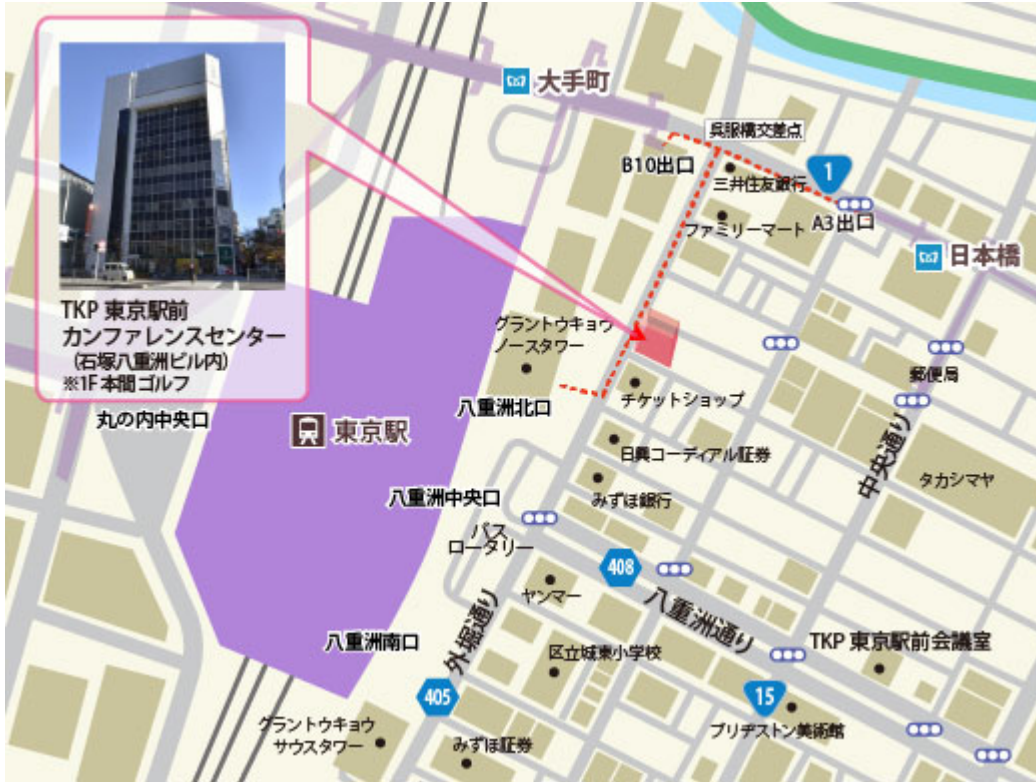 大手町
呉服橋交差点
B10出口
1
三井住友銀行
ファミリーマート
A3出口
日本橋
TKP 東京駅前
カンファレンスセンター
（石塚八重洲ビル内）
※1F 本間ゴルフ
グラントウキョウ
ノースタワー
郵便局
丸の内中央口
八重洲北口
チケットショップ
東京駅
日興コーディアル証券
中央通り
タカシマヤ
八重洲中央口
みずほ銀行
バス
ロータリー
408
ヤンマー
八重洲通り
外堀通り
八重洲南口
区立城東小学校
TKP 東京駅前会議室
405
15
ブリヂストン美術館
グラントウキョウ
サウスタワー
みずほ証券